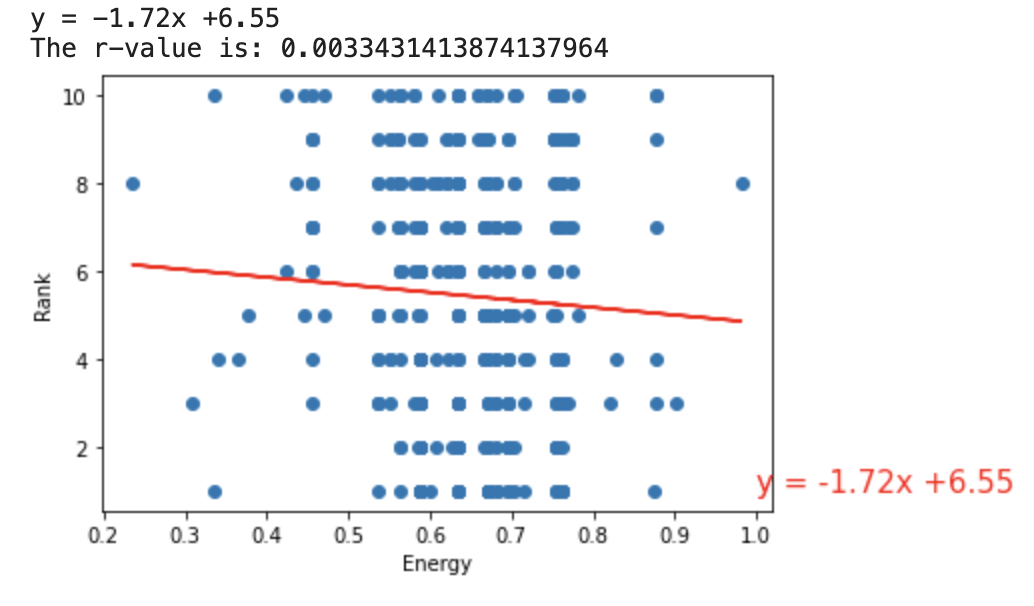 y = -1.72x +6.55
The r-value is: 0.0033431413874137964
10
8
6
4
2
Rank
0.2 0.3 0.4 0.5 0.6 0.7 0.8 0.9 1.0
Energy
y = -1.72x +6.55